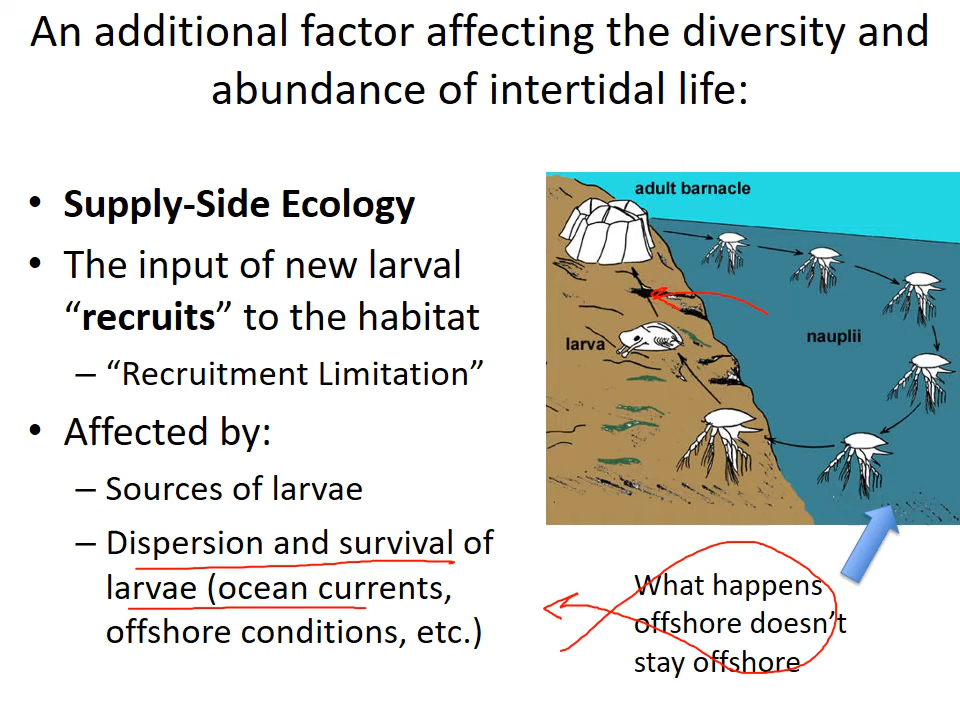 An additional factor affecting the diversity and
abundance of intertidal life:
• Supply-Side Ecology
• The input of new larval
“recruits” to the habitat
– “Recruitment Limitation”
• Affected by:
– Sources of larvae
– Dispersion and survival of
larvae (ocean currents,
offshore conditions, etc.)
adult barnacle
larva
nauplii
What happens
offshore doesn’t
stay offshore